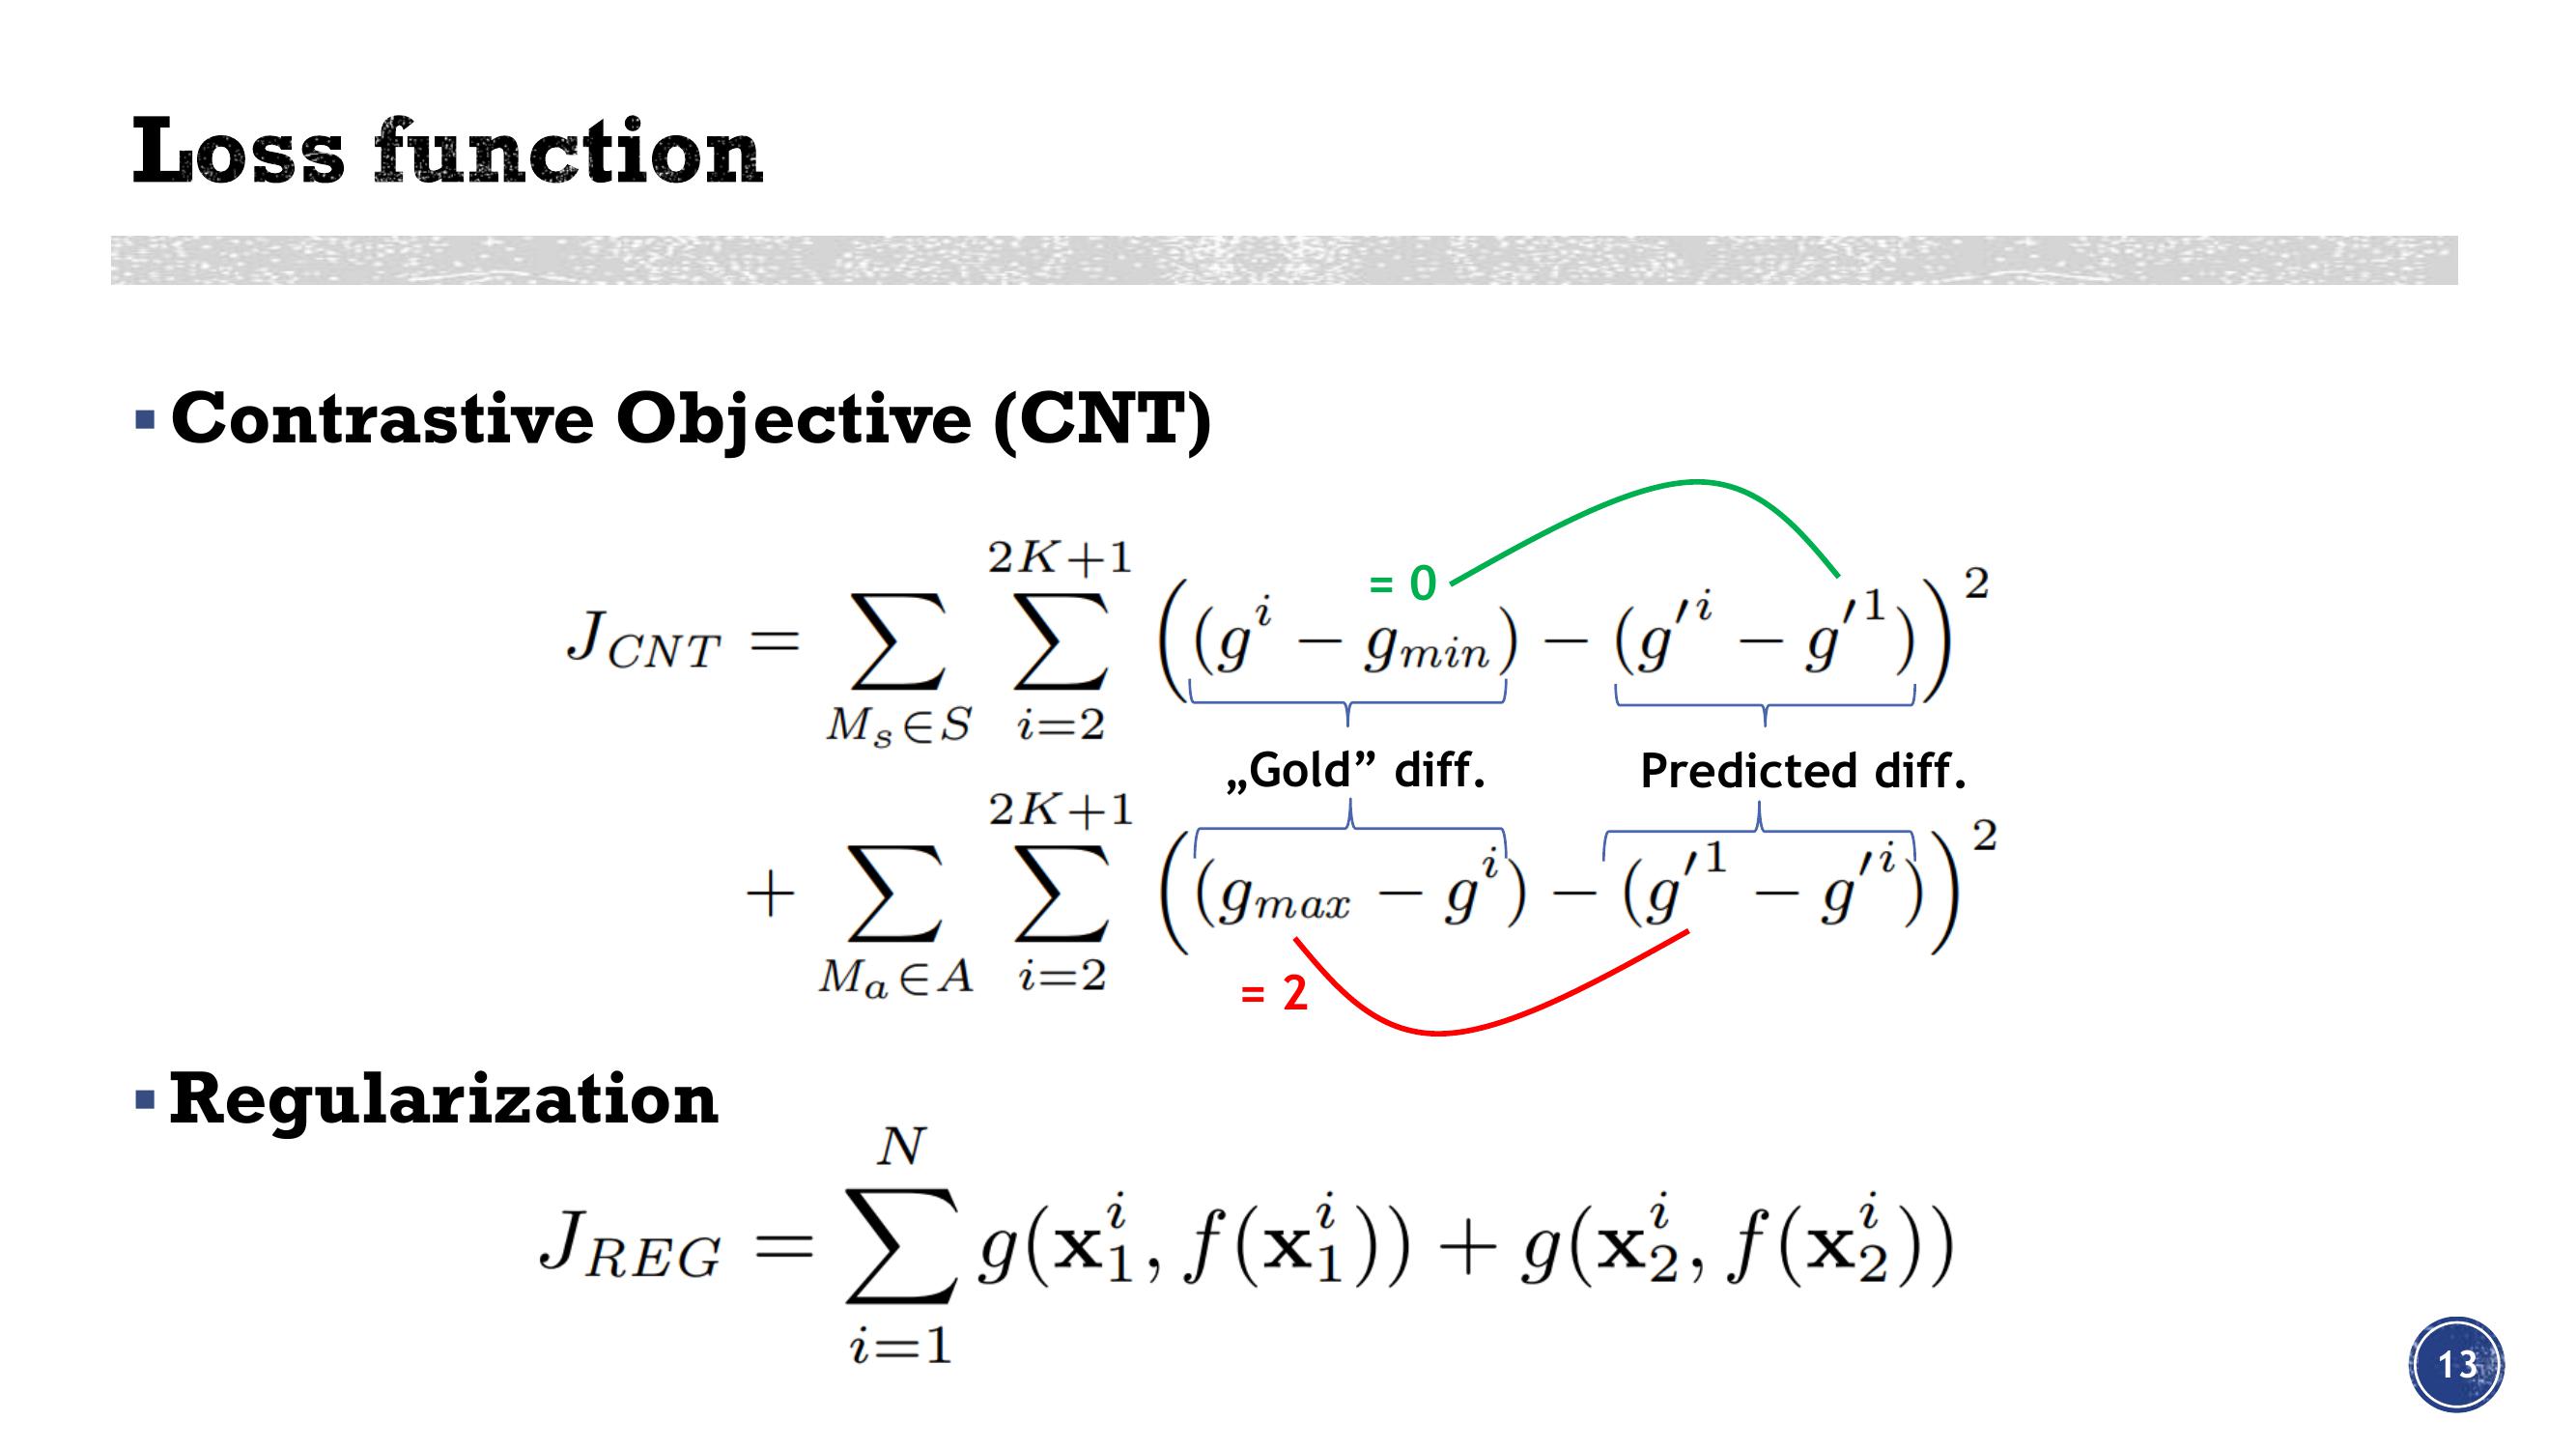 Loss function
▪ Contrastive Objective (CNT)
J_{CNT} = \sum_{M_s \in S} \sum_{i=2}^{2K+1} \left( (g^i - g_{min}) - (g'^i - g'^1) \right)^2
= 0
„Gold” diff. Predicted diff.
+ \sum_{M_a \in A} \sum_{i=2}^{2K+1} \left( (g_{max} - g^i) - (g'^1 - g'^i) \right)^2
= 2
▪ Regularization
J_{REG} = \sum_{i=1}^{N} g(\mathbf{x}_1^i, f(\mathbf{x}_1^i)) + g(\mathbf{x}_2^i, f(\mathbf{x}_2^i))
13